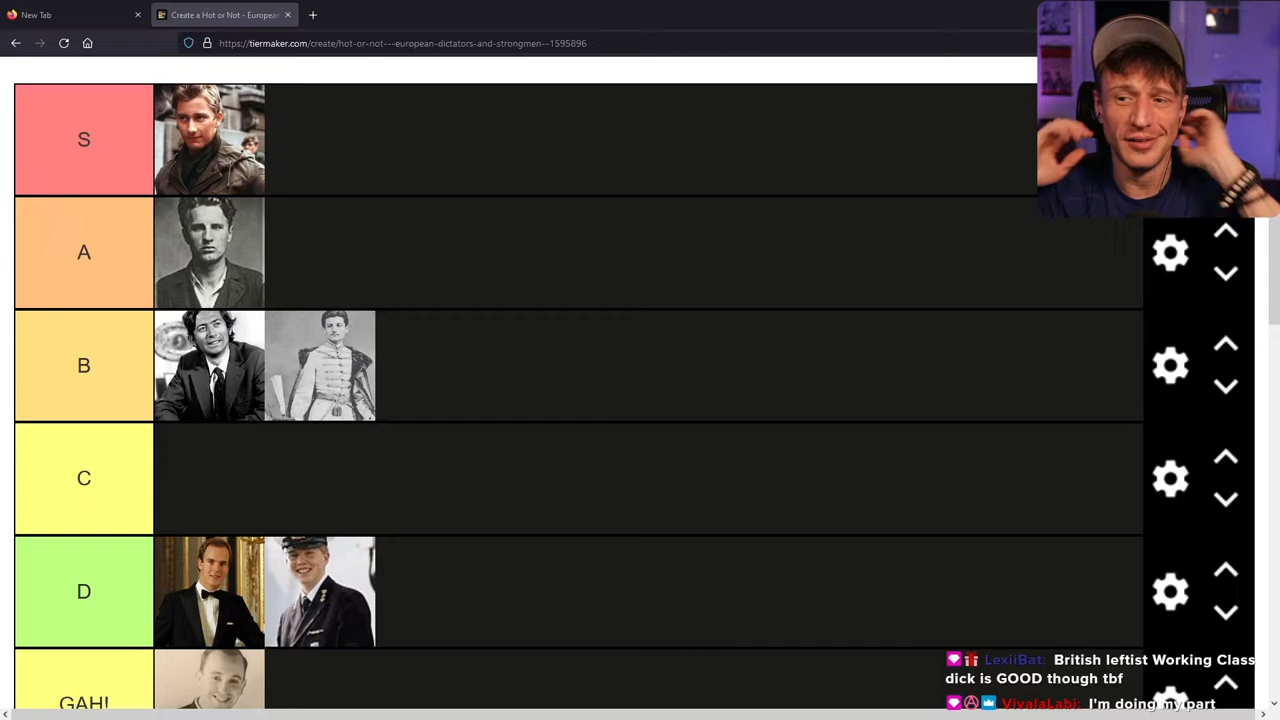 New Tab
Create a Hot or Not - European
https://tiermaker.com/create/hot-or-not---european-dictators-and-strongmen--1595896
S
A
B
C
D
GAH!
LexiiBat: British leftist Working Class
dick is GOOD though tbf
VivalaLabi: I'm doing my part